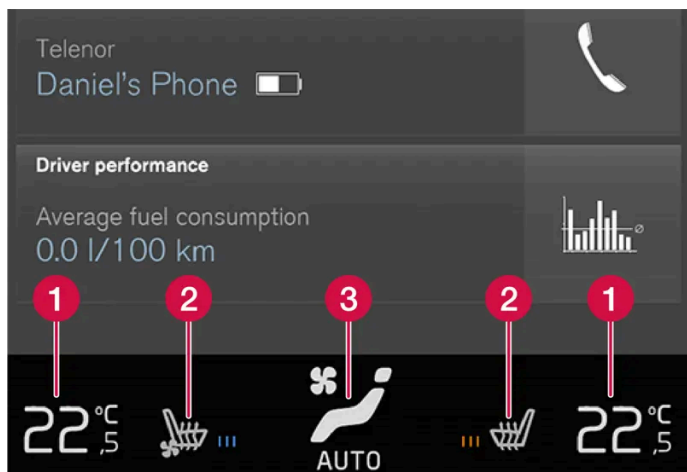 Telenor
Daniel's Phone
Driver performance
Average fuel consumption
0.0 l/100 km
1 2 3 2 1
22,5 °C 22,5 °C
AUTO